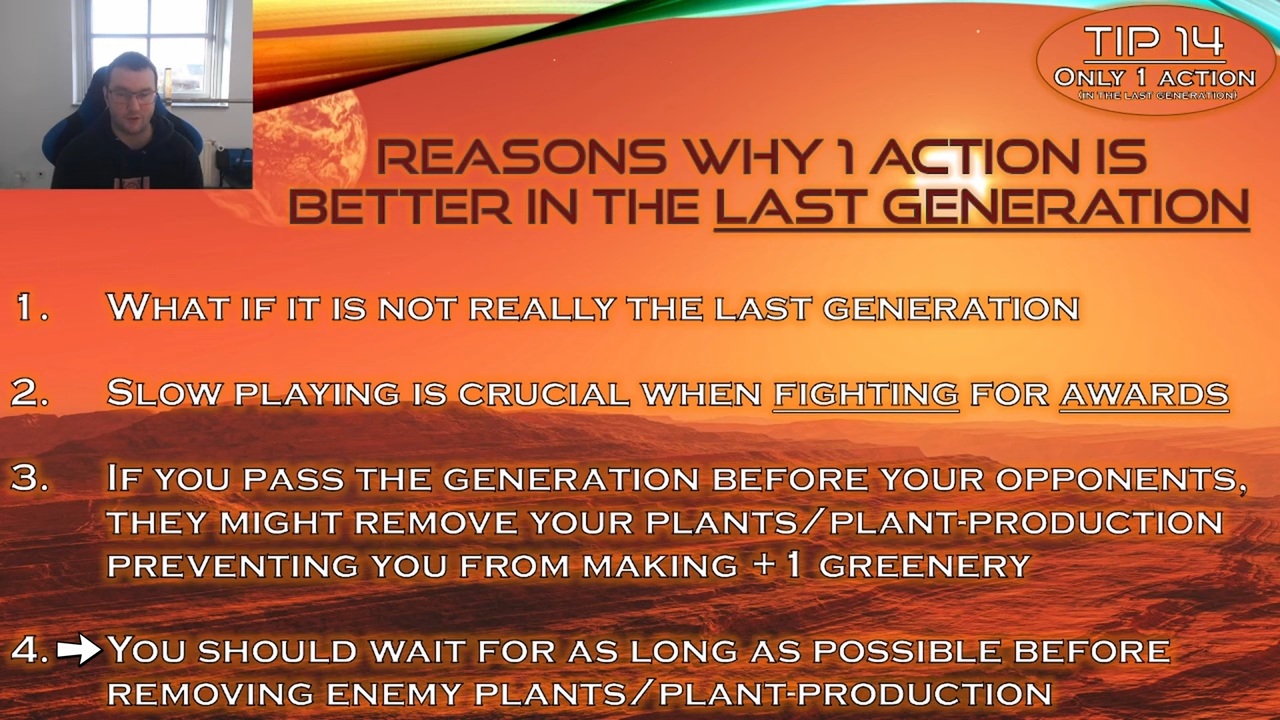 TIP 14
ONLY 1 ACTION
(IN THE LAST GENERATION)
REASONS WHY 1 ACTION IS
BETTER IN THE LAST GENERATION
1. WHAT IF IT IS NOT REALLY THE LAST GENERATION
2. SLOW PLAYING IS CRUCIAL WHEN FIGHTING FOR AWARDS
3. IF YOU PASS THE GENERATION BEFORE YOUR OPPONENTS,
THEY MIGHT REMOVE YOUR PLANTS/PLANT-PRODUCTION
PREVENTING YOU FROM MAKING +1 GREENERY
4. YOU SHOULD WAIT FOR AS LONG AS POSSIBLE BEFORE
REMOVING ENEMY PLANTS/PLANT-PRODUCTION